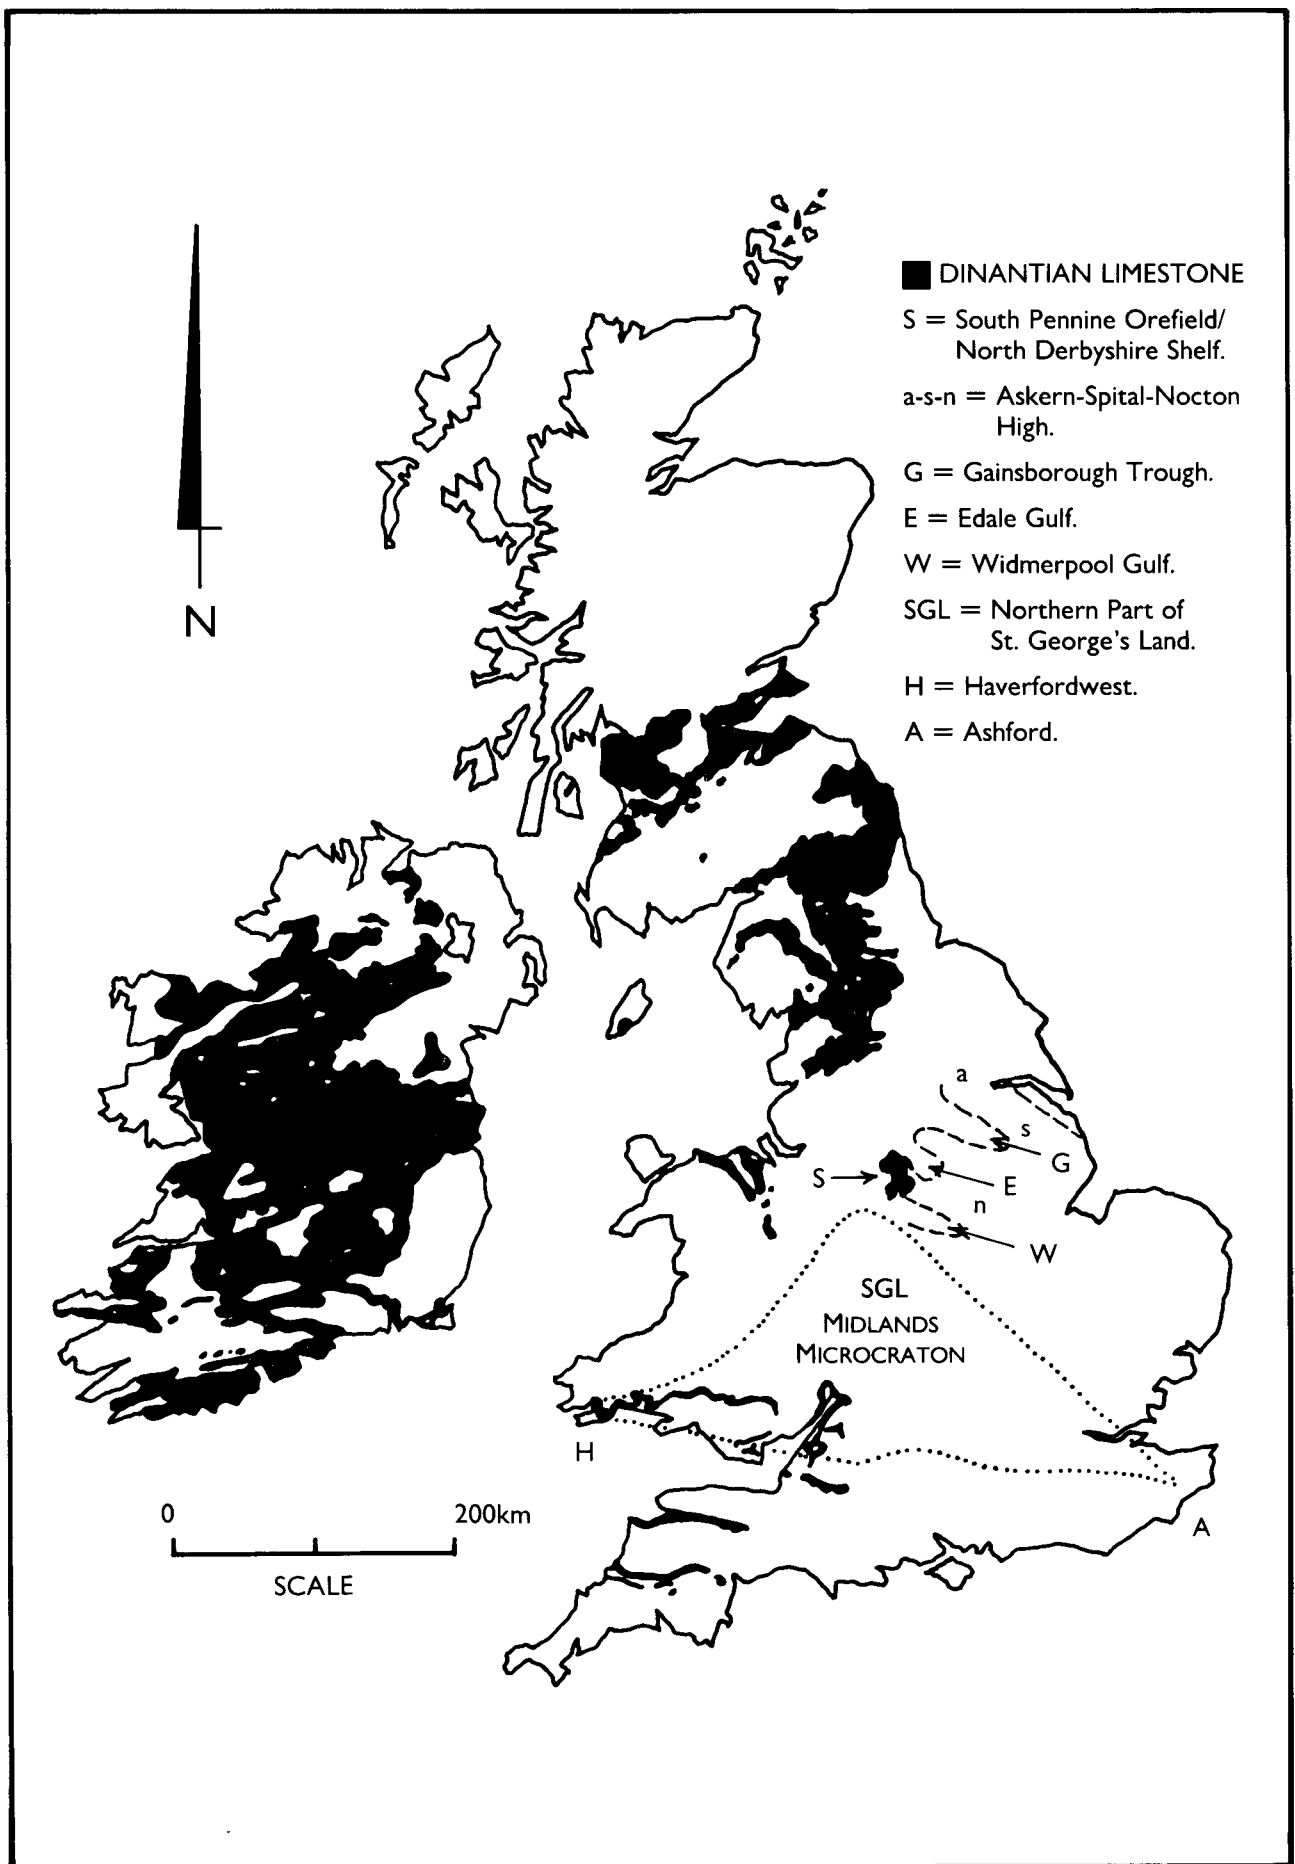 DINANTIAN LIMESTONE
S = South Pennine Orefield/
North Derbyshire Shelf.
a-s-n = Askern-Spital-Nocton
High.
G = Gainsborough Trough.
E = Edale Gulf.
W = Widmerpool Gulf.
SGL = Northern Part of
St. George's Land.
H = Haverfordwest.
A = Ashford.
N
a
s
G
S
E
n
W
SGL
MIDLANDS
MICROCRATON
H
A
0 200km
SCALE